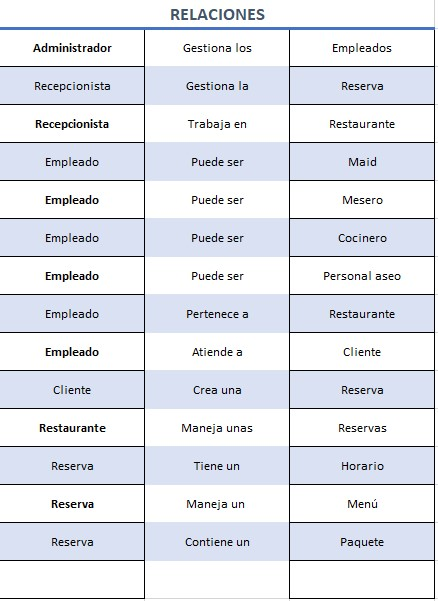 RELACIONES
Administrador Gestiona los Empleados
Recepcionista Gestiona la Reserva
Recepcionista Trabaja en Restaurante
Empleado Puede ser Maid
Empleado Puede ser Mesero
Empleado Puede ser Cocinero
Empleado Puede ser Personal aseo
Empleado Pertenece a Restaurante
Empleado Atiende a Cliente
Cliente Crea una Reserva
Restaurante Maneja unas Reservas
Reserva Tiene un Horario
Reserva Maneja un Menú
Reserva Contiene un Paquete